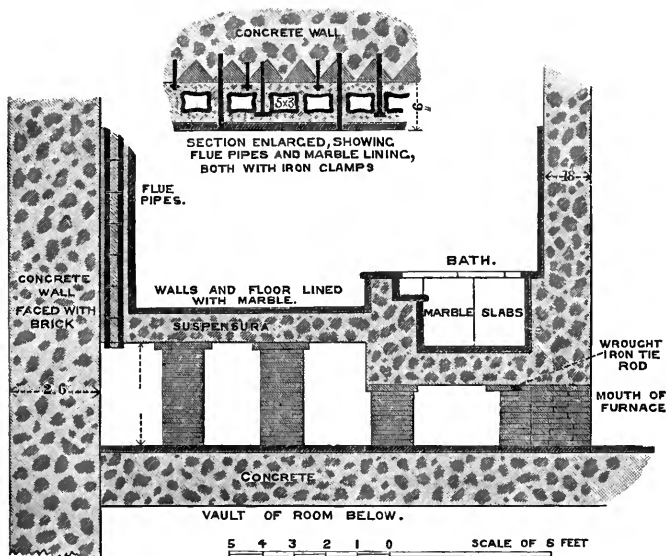 CONCRETE WALL
5x3
6"
SECTION ENLARGED, SHOWING
FLUE PIPES AND MARBLE LINING,
BOTH WITH IRON CLAMPS
FLUE
PIPES.
18
BATH.
CONCRETE
WALL
FACED WITH
BRICK
WALLS AND FLOOR LINED
WITH MARBLE.
MARBLE SLABS
SUSPENSURA
WROUGHT
IRON TIE
ROD
2.6
MOUTH OF
FURNACE
CONCRETE
VAULT OF ROOM BELOW.
5 4 3 2 1 0 SCALE OF 5 FEET